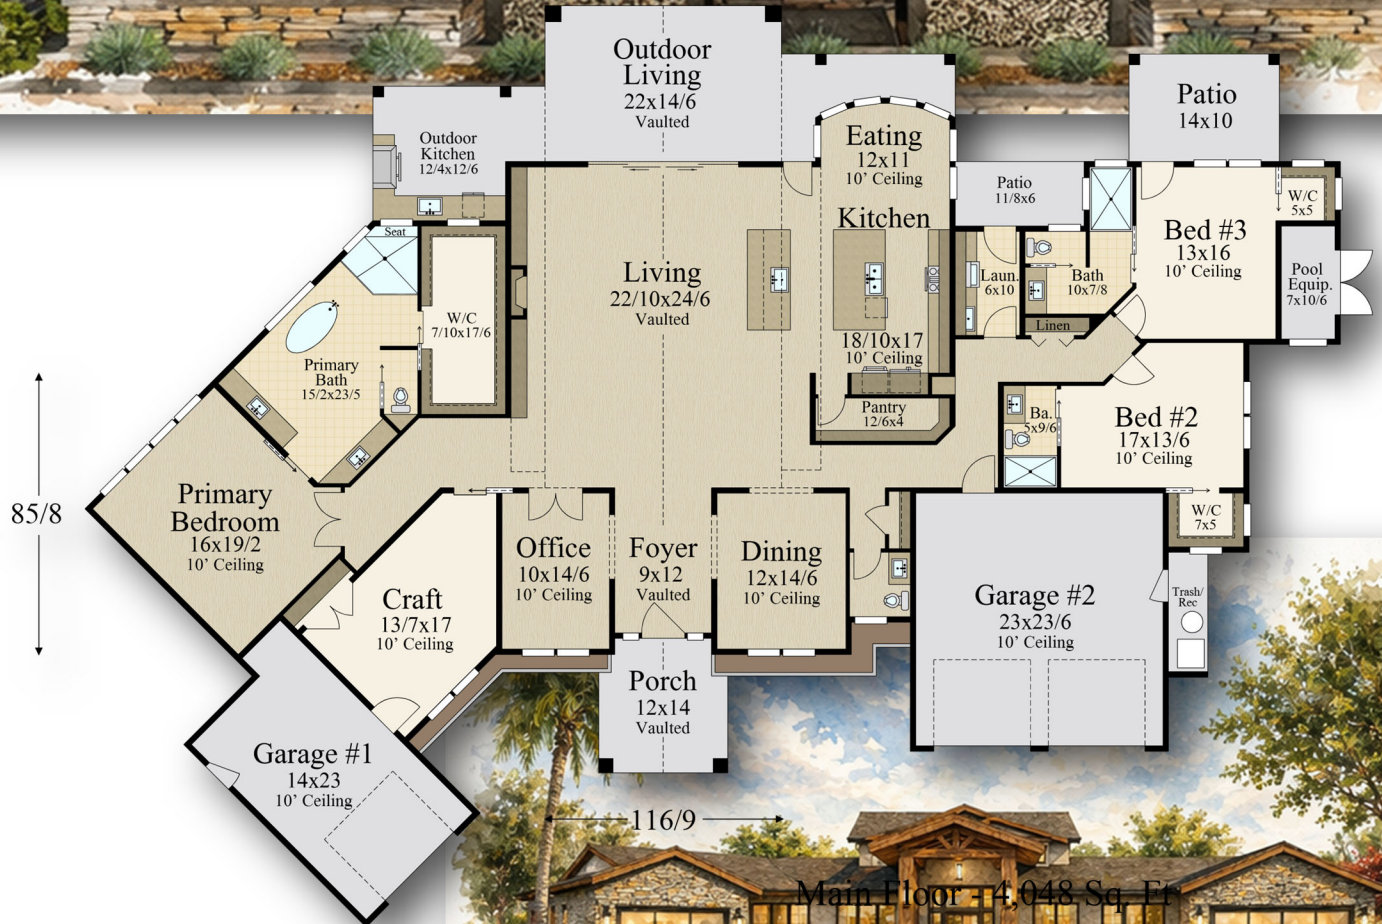 Outdoor
Living
22x14/6
Vaulted
Outdoor
Kitchen
12/4x12/6
Eating
12x11
10' Ceiling
Patio
14x10
Patio
11/8x6
W/C
5x5
Bed #3
13x16
10' Ceiling
Kitchen
18/10x17
10' Ceiling
Living
22/10x24/6
Vaulted
Seat
W/C
7/10x17/6
Primary
Bath
15/2x23/5
Laun.
6x10
Bath
10x7/8
Pool
Equip.
7x10/6
Linen
Pantry
12/6x4
Ba.
5x9/6
Bed #2
17x13/6
10' Ceiling
W/C
7x5
85/8
Primary
Bedroom
16x19/2
10' Ceiling
Craft
13/7x17
10' Ceiling
Office
10x14/6
10' Ceiling
Foyer
9x12
Vaulted
Dining
12x14/6
10' Ceiling
Garage #2
23x23/6
10' Ceiling
Trash/
Rec
Porch
12x14
Vaulted
Garage #1
14x23
10' Ceiling
116/9
Main Floor - 4,048 Sq. Ft